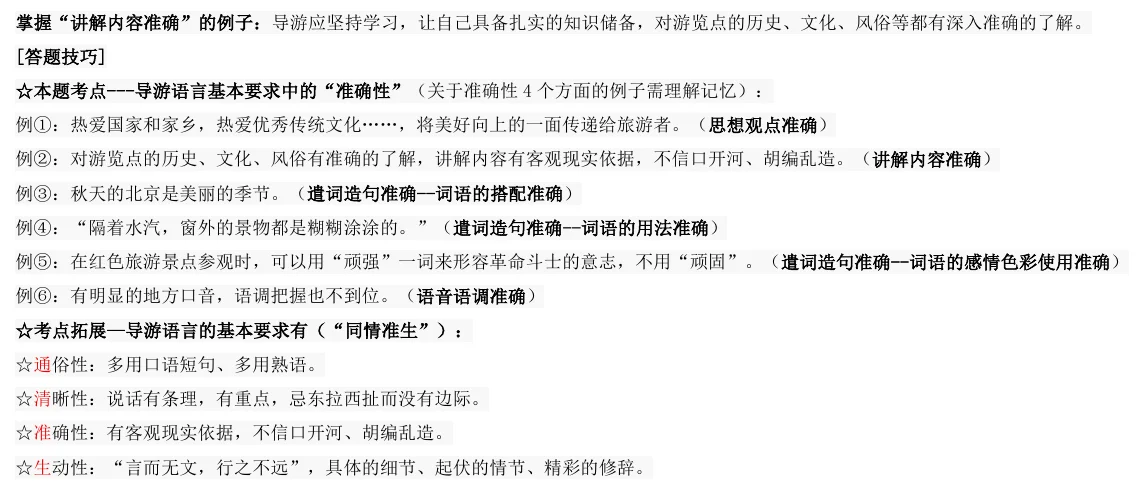 掌握“讲解内容准确”的例子：导游应坚持学习，让自己具备扎实的知识储备，对游览点的历史、文化、风俗等都有深入准确的了解。
[答题技巧]
☆本题考点---导游语言基本要求中的“准确性”（关于准确性 4 个方面的例子需理解记忆）：
例①：热爱国家和家乡，热爱优秀传统文化……，将美好向上的一面传递给旅游者。（思想观点准确）
例②：对游览点的历史、文化、风俗有准确的了解，讲解内容有客观现实依据，不信口开河、胡编乱造。（讲解内容准确）
例③：秋天的北京是美丽的季节。（遣词造句准确--词语的搭配准确）
例④：“隔着水汽，窗外的景物都是糊糊涂涂的。”（遣词造句准确--词语的用法准确）
例⑤：在红色旅游景点参观时，可以用“顽强”一词来形容革命斗士的意志，不用“顽固”。（遣词造句准确--词语的感情色彩使用准确）
例⑥：有明显的地方口音，语调把握也不到位。（语音语调准确）
☆考点拓展—导游语言的基本要求有（“同情准生”）：
☆通俗性：多用口语短句、多用熟语。
☆清晰性：说话有条理，有重点，忌东拉西扯而没有边际。
☆准确性：有客观现实依据，不信口开河、胡编乱造。
☆生动性：“言而无文，行之不远”，具体的细节、起伏的情节、精彩的修辞。